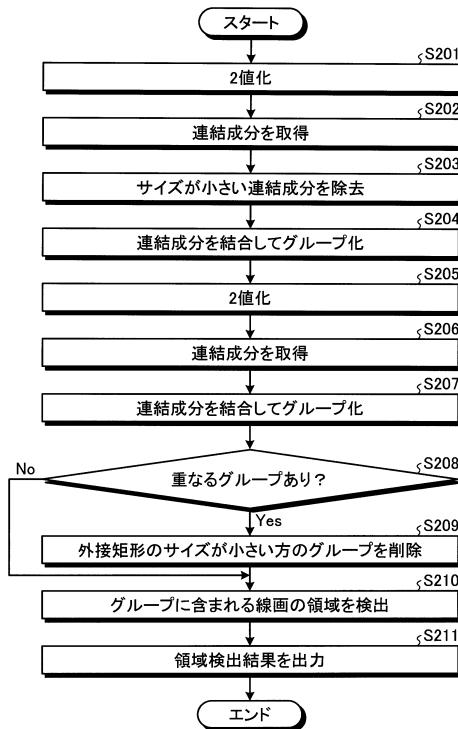 スタート
S201
2値化
S202
連結成分を取得
S203
サイズが小さい連結成分を除去
S204
連結成分を結合してグループ化
S205
2値化
S206
連結成分を取得
S207
連結成分を結合してグループ化
S208
重なるグループあり？
No
Yes
S209
外接矩形のサイズが小さい方のグループを削除
S210
グループに含まれる線画の領域を検出
S211
領域検出結果を出力
エンド